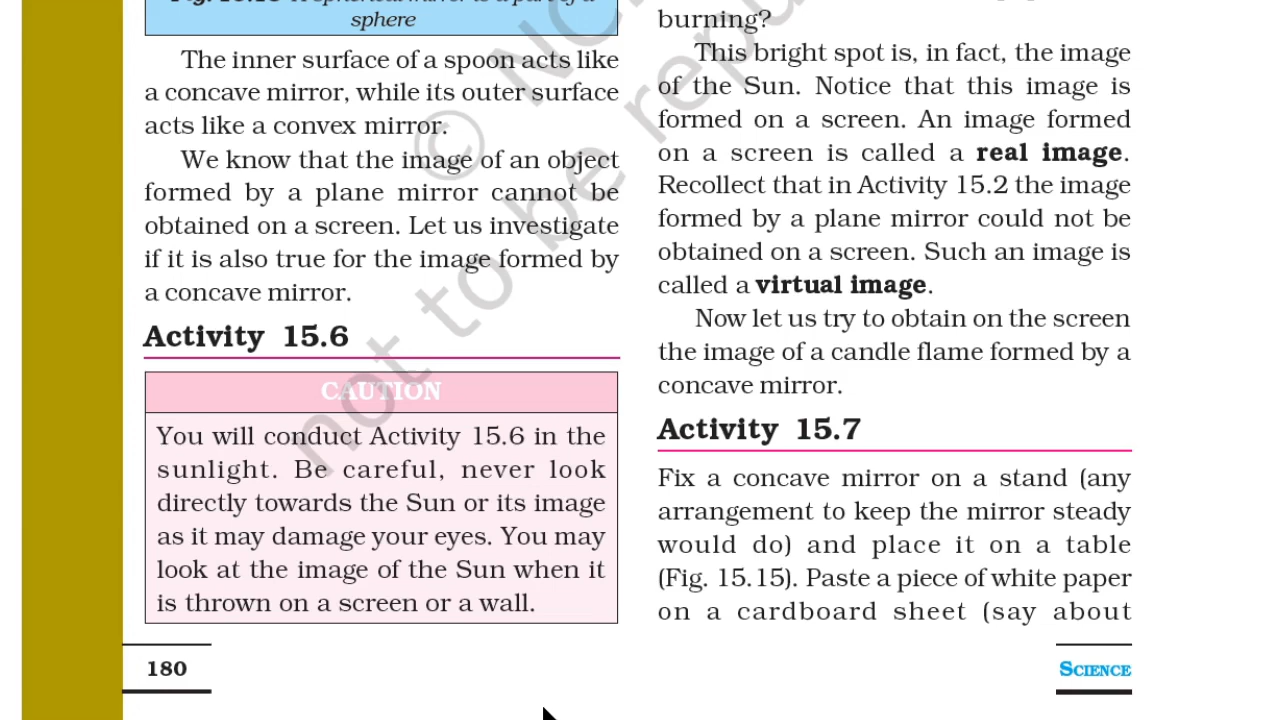 sphere
The inner surface of a spoon acts like
a concave mirror, while its outer surface
acts like a convex mirror.
We know that the image of an object
formed by a plane mirror cannot be
obtained on a screen. Let us investigate
if it is also true for the image formed by
a concave mirror.
Activity 15.6
CAUTION
You will conduct Activity 15.6 in the
sunlight. Be careful, never look
directly towards the Sun or its image
as it may damage your eyes. You may
look at the image of the Sun when it
is thrown on a screen or a wall.
burning?
This bright spot is, in fact, the image
of the Sun. Notice that this image is
formed on a screen. An image formed
on a screen is called a real image.
Recollect that in Activity 15.2 the image
formed by a plane mirror could not be
obtained on a screen. Such an image is
called a virtual image.
Now let us try to obtain on the screen
the image of a candle flame formed by a
concave mirror.
Activity 15.7
Fix a concave mirror on a stand (any
arrangement to keep the mirror steady
would do) and place it on a table
(Fig. 15.15). Paste a piece of white paper
on a cardboard sheet (say about
180
SCIENCE
© NC
not to be repu